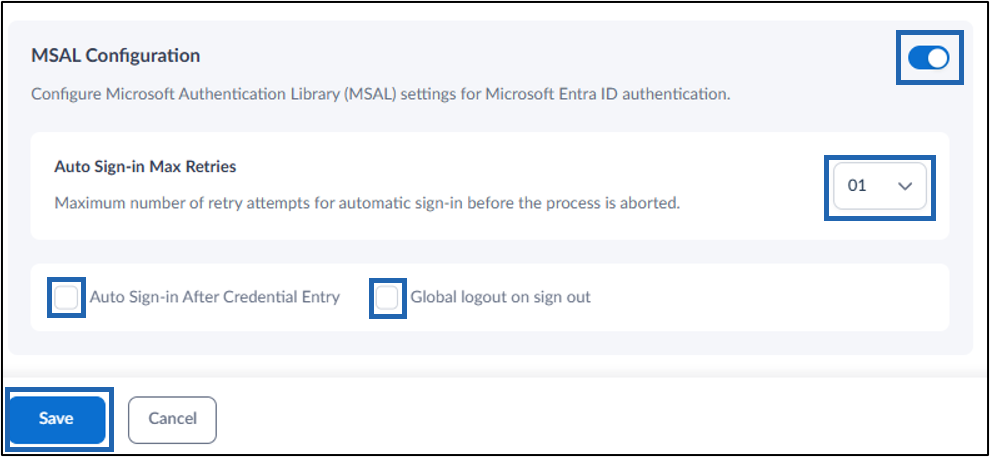 MSAL Configuration
Configure Microsoft Authentication Library (MSAL) settings for Microsoft Entra ID authentication.
Auto Sign-in Max Retries
01
Maximum number of retry attempts for automatic sign-in before the process is aborted.
Auto Sign-in After Credential Entry
Global logout on sign out
Save
Cancel